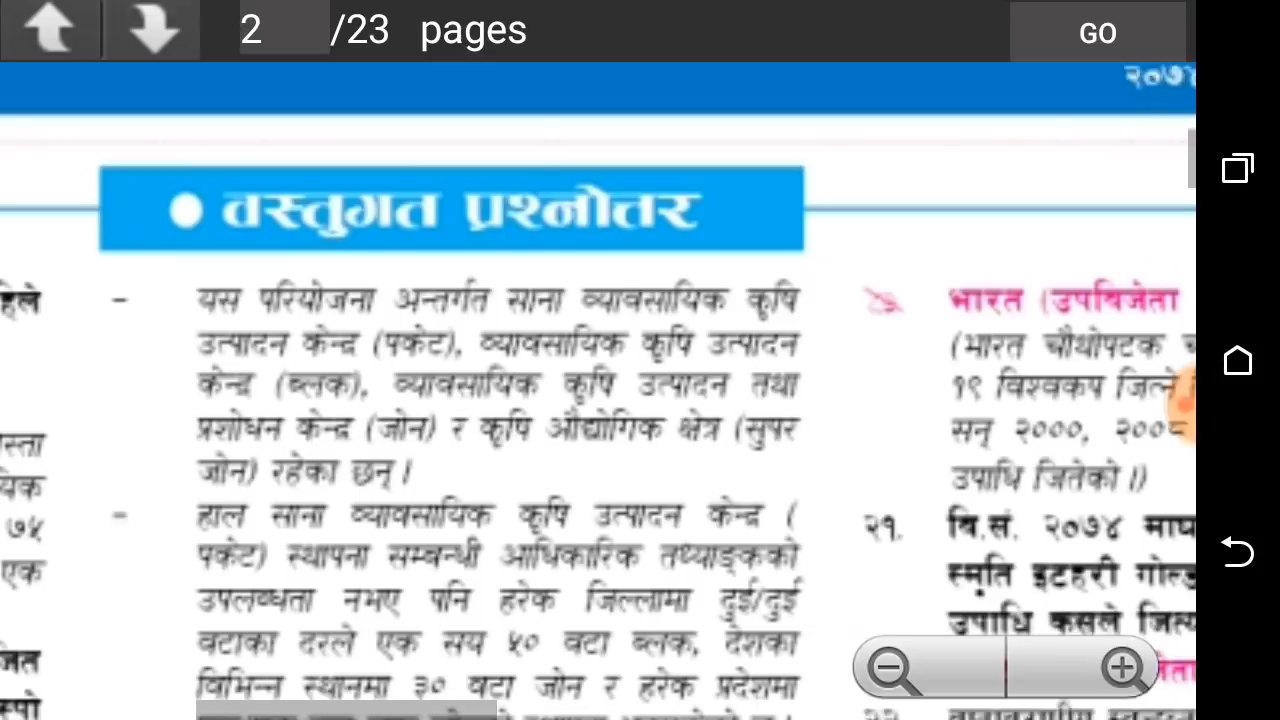 2 /23 pages GO
● वस्तुगत प्रश्नोत्तर
हिले
स्ता
यिक
७५
एक
जित
स्पो
- यस परियोजना अन्तर्गत साना व्यावसायिक कृषि
उत्पादन केन्द्र (पकेट), व्यावसायिक कृषि उत्पादन
केन्द्र (ब्लक), व्यावसायिक कृषि उत्पादन तथा
प्रशोधन केन्द्र (जोन) र कृषि औद्योगिक क्षेत्र (सुपर
जोन) रहेका छन् ।
- हाल साना व्यावसायिक कृषि उत्पादन केन्द्र (
पकेट) स्थापना सम्बन्धी आधिकारिक तथ्याङ्कको
उपलब्धता नभए पनि हरेक जिल्लामा दुई/दुई
वटाका दरले एक सय ५० वटा ब्लक, देशका
विभिन्न स्थानमा ३० वटा जोन र हरेक प्रदेशमा
भारत (उपविजेता
(भारत चौथोपटक
१९ विश्वकप जित्ने
सन् २०००, २००८
उपाधि जितेको ।)
२१. वि.सं. २०७४ माघ
स्मृति इटहरी गोल्ड
उपाधि कसले जित्य